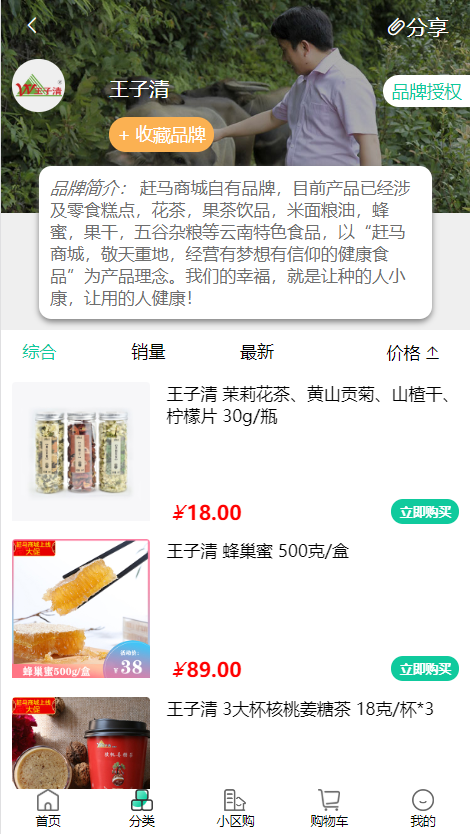 分享
王子清
王子清
品牌授权
+ 收藏品牌
品牌简介： 赶马商城自有品牌，目前产品已经涉
及零食糕点，花茶，果茶饮品，米面粮油，蜂
蜜，果干，五谷杂粮等云南特色食品，以“赶马
商城，敬天重地，经营有梦想有信仰的健康食
品”为产品理念。我们的幸福，就是让种的人小
康，让用的人健康！
综合 销量 最新 价格
王子清 茉莉花茶、黄山贡菊、山楂干、
柠檬片 30g/瓶
¥18.00 立即购买
大促
蜂巢蜜500g/盒
¥38
王子清 蜂巢蜜 500克/盒
¥89.00 立即购买
大促
王子清 3大杯核桃姜糖茶 18克/杯*3
首页 分类 小区购 购物车 我的